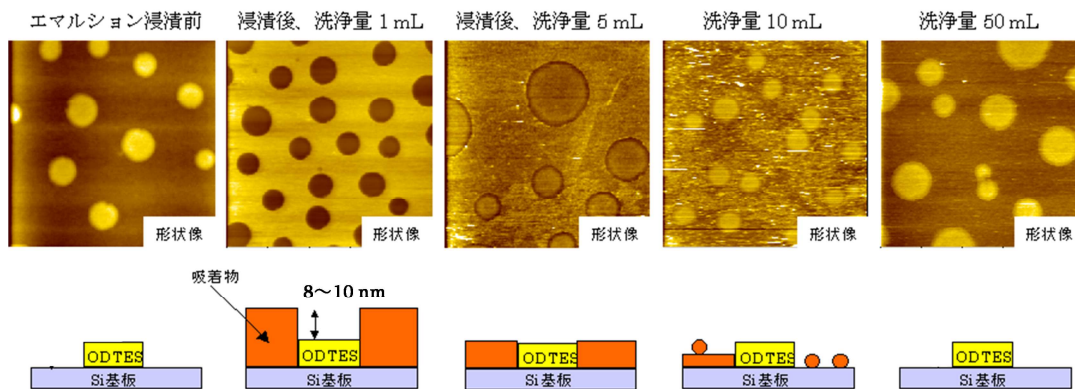 エマルション浸漬前
浸漬後、洗浄量 1 mL
浸漬後、洗浄量 5 mL
洗浄量 10 mL
洗浄量 50 mL
形状像
形状像
形状像
形状像
形状像
吸着物
8～10 nm
ODTES
ODTES
ODTES
ODTES
ODTES
Si基板
Si基板
Si基板
Si基板
Si基板